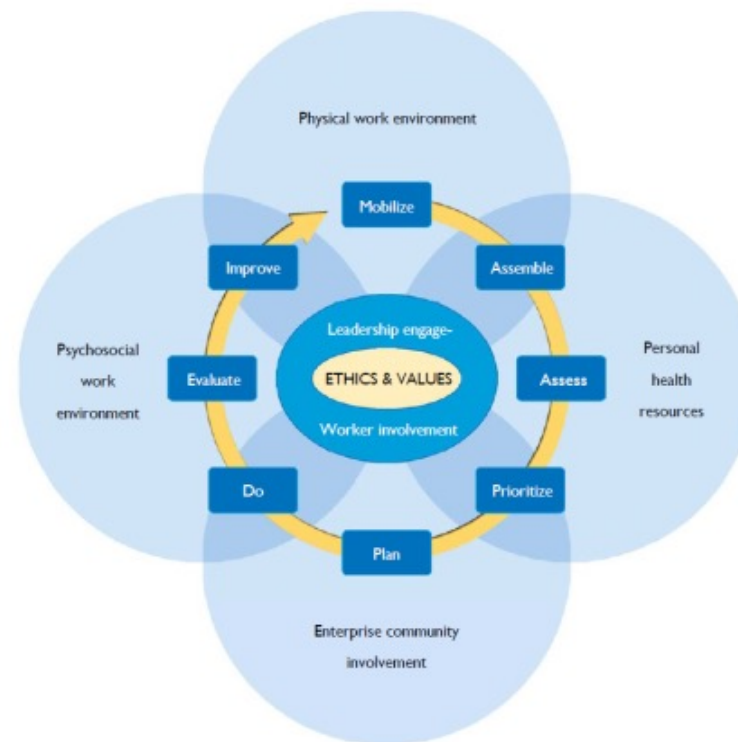 Physical work environment
Mobilize
Improve
Assemble
Leadership engage-
Psychosocial
work
environment
Evaluate
ETHICS & VALUES
Assess
Personal
health
resources
Worker involvement
Do
Prioritize
Plan
Enterprise community
involvement